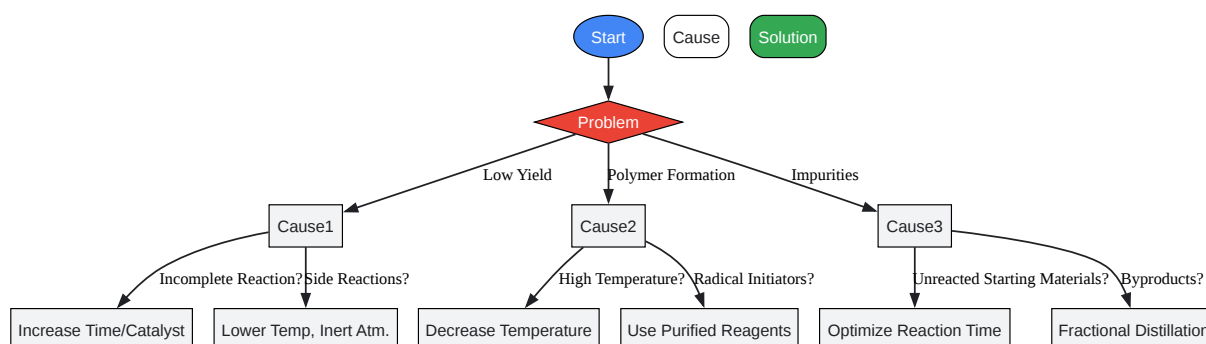 Start
Cause
Solution
Problem
Low Yield
Polymer Formation
Impurities
Cause1
Cause2
Cause3
Incomplete Reaction?
Side Reactions?
High Temperature?
Radical Initiators?
Unreacted Starting Materials?
Byproducts?
Increase Time/Catalyst
Lower Temp, Inert Atm.
Decrease Temperature
Use Purified Reagents
Optimize Reaction Time
Fractional Distillation